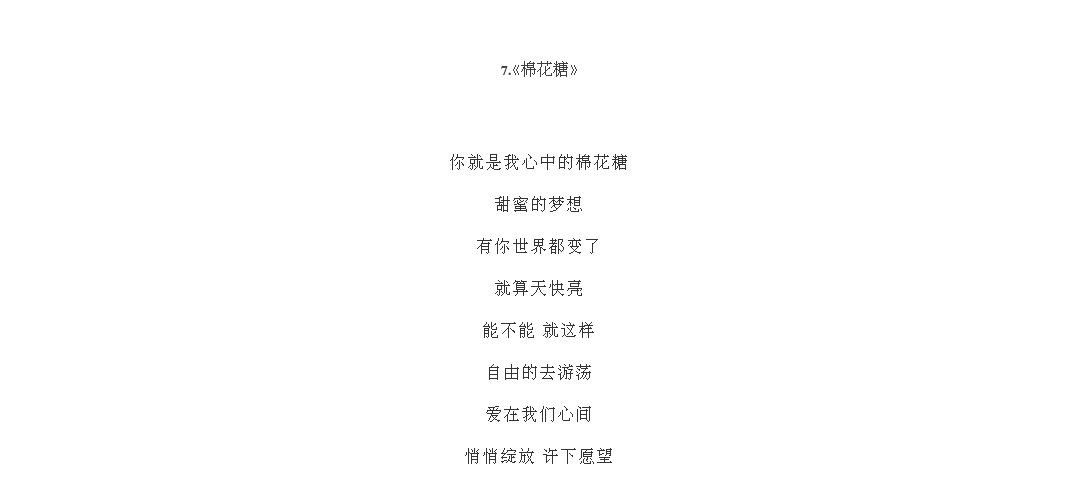 7.《棉花糖》
你就是我心中的棉花糖
甜蜜的梦想
有你世界都变了
就算天快亮
能不能 就这样
自由的去游荡
爱在我们心间
悄悄绽放 许下愿望